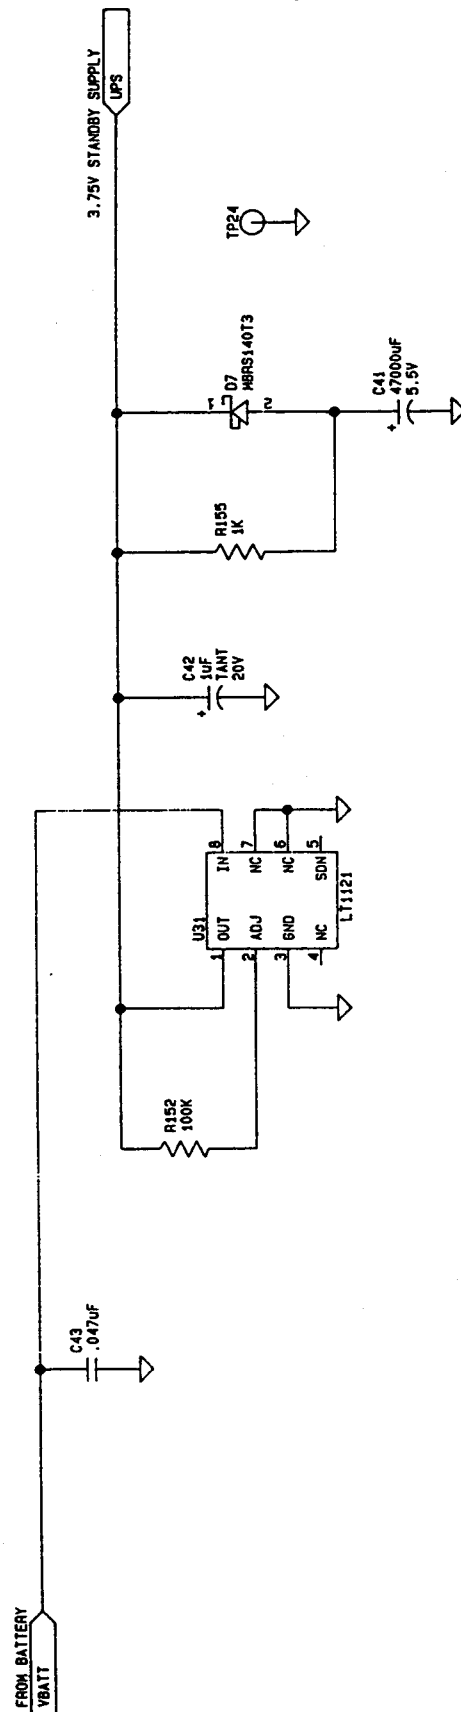 FROM BATTERY
VBATT
C43
.047uF
R152
100K
U31
1
OUT
2
ADJ
3
GND
4
NC
8
IN
7
NC
6
NC
5
SDN
LT1121
C42
1uF
TANT
20V
+
R155
1K
1
D7
MBRS140T3
2
C41
47000uF
5.5V
+
TP24
3.75V STANDBY SUPPLY
UPS